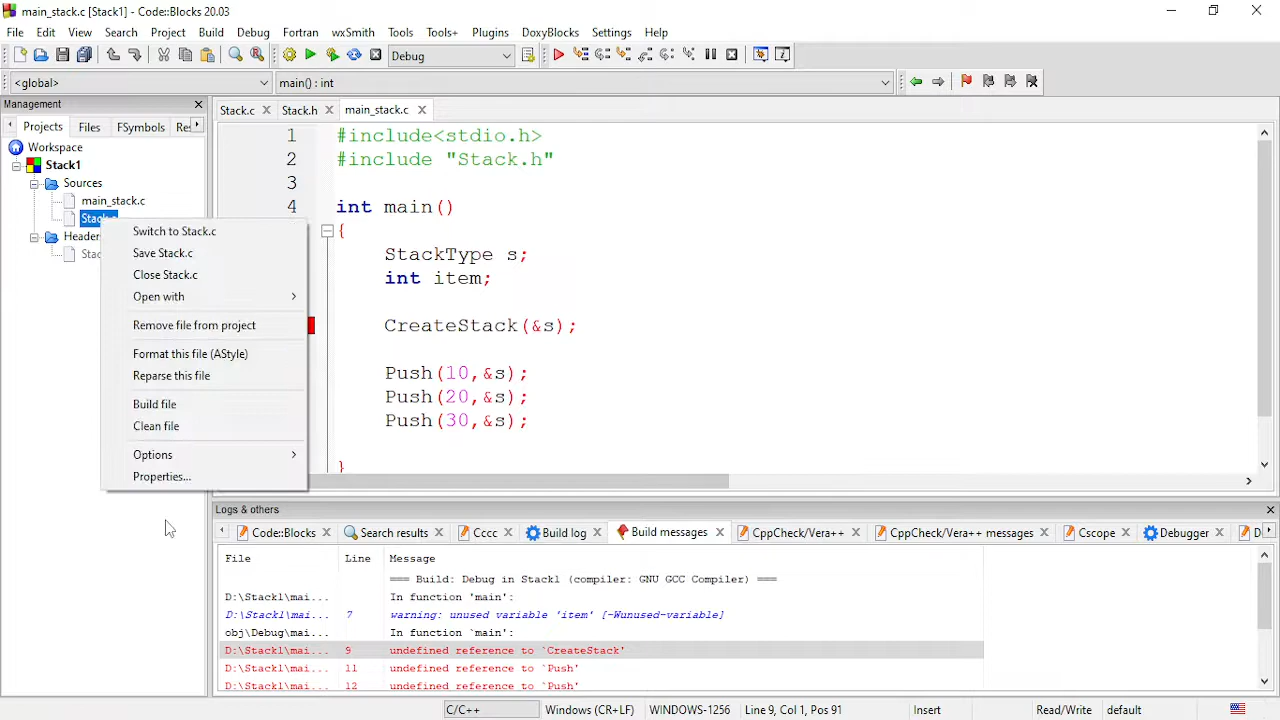 main_stack.c [Stack1] - Code::Blocks 20.03
File Edit View Search Project Build Debug Fortran wxSmith Tools Tools+ Plugins DoxyBlocks Settings Help
Debug
<global> main() : int
Management
Projects Files FSymbols Re
Workspace
Stack1
Sources
main_stack.c
Stack.c
Headers
Stac
Switch to Stack.c
Save Stack.c
Close Stack.c
Open with
Remove file from project
Format this file (AStyle)
Reparse this file
Build file
Clean file
Options
Properties...
Stack.c Stack.h main_stack.c
1 #include<stdio.h>
2 #include "Stack.h"
3
4 int main()
{
StackType s;
int item;
CreateStack(&s);
Push(10,&s);
Push(20,&s);
Push(30,&s);
}
Logs & others
Code::Blocks Search results Cccc Build log Build messages CppCheck/Vera++ CppCheck/Vera++ messages Cscope Debugger D
File Line Message
=== Build: Debug in Stack1 (compiler: GNU GCC Compiler) ===
D:\Stack1\mai... In function 'main':
D:\Stack1\mai... 7 warning: unused variable 'item' [-Wunused-variable]
obj\Debug\mai... In function `main':
D:\Stack1\mai... 9 undefined reference to `CreateStack'
D:\Stack1\mai... 11 undefined reference to `Push'
D:\Stack1\mai... 12 undefined reference to `Push'
C/C++ Windows (CR+LF) WINDOWS-1256 Line 9, Col 1, Pos 91 Insert Read/Write default